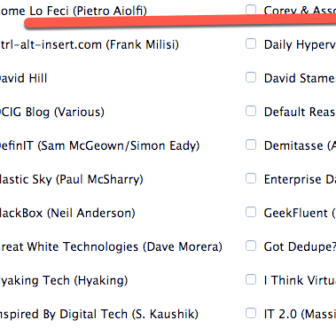 ome Lo Feci (Pietro Aiolfi)
trl-alt-insert.com (Frank Milisi)
avid Hill
CIG Blog (Various)
efinIT (Sam McGeown/Simon Eady)
lastic Sky (Paul McSharry)
lackBox (Neil Anderson)
reat White Technologies (Dave Morera)
yaking Tech (Hyaking)
nspired By Digital Tech (S. Kaushik)
Corey & Asso
Daily Hyperv
David Stame
Default Reas
Demitasse (A
Enterprise Da
GeekFluent (
Got Dedupe?
I Think Virtu
IT 2.0 (Massi